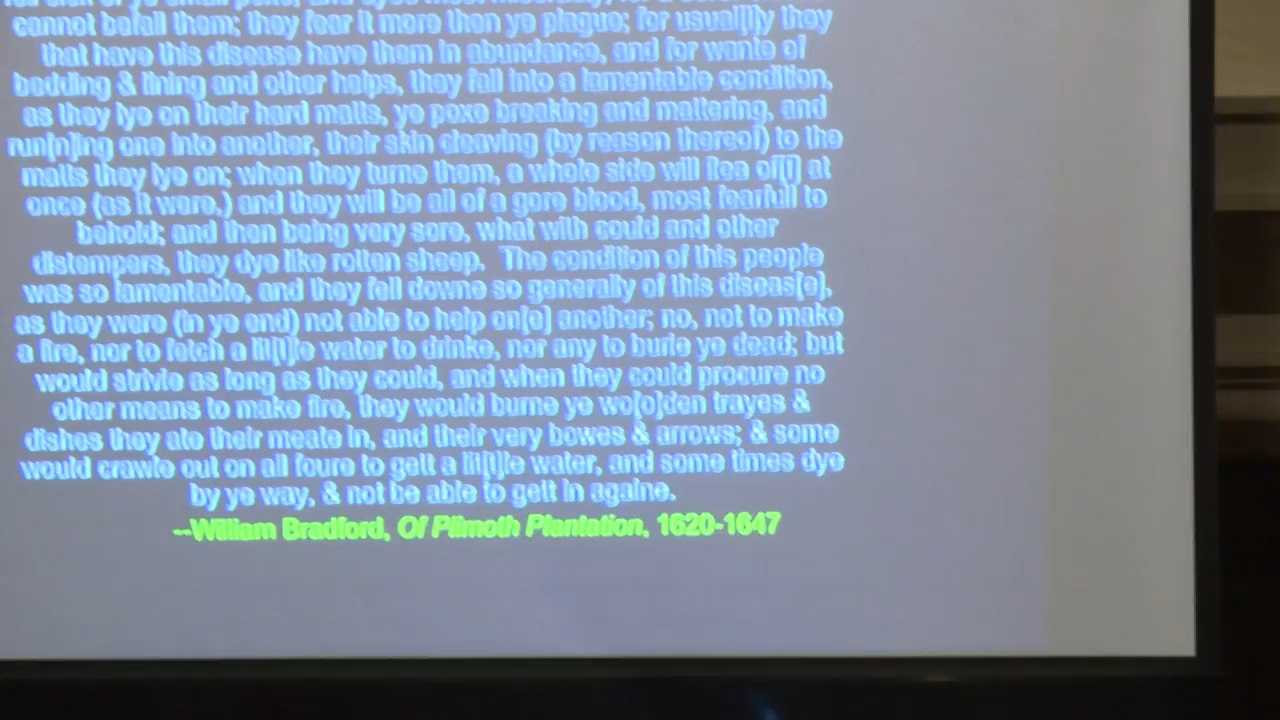 cannot befall them; they fear it more then ye plague; for usual[l]y they
that have this disease have them in abundance, and for wante of
bedding & lining and other helps, they fall into a lamentable condition,
as they lye on their hard matts, ye poxe breaking and mattering, and
run[n]ing one into another, their skin cleaving (by reason thereof) to the
matts they lye on; when they turne them, a whole side will flea of[f] at
once (as it were,) and they will be all of a gore blood, most fearfull to
behold; and then being very sore, what with could and other
distempers, they dye like rotten sheep. The condition of this people
was so lamentable, and they fell downe so generally of this diseas[e],
as they were (in ye end) not able to help on[e] another; no, not to make
a fire, nor to fetch a lit[t]le water to drinke, nor any to burie ye dead; but
would strivie as long as they could, and when they could procure no
other means to make fire, they would burne ye wo[o]den trayes &
dishes they ate their meate in, and their very bowes & arrows; & some
would crawle out on all foure to gett a lit[t]le water, and some times dye
by ye way, & not be able to gett in againe.
--William Bradford, Of Plimoth Plantation, 1620-1647